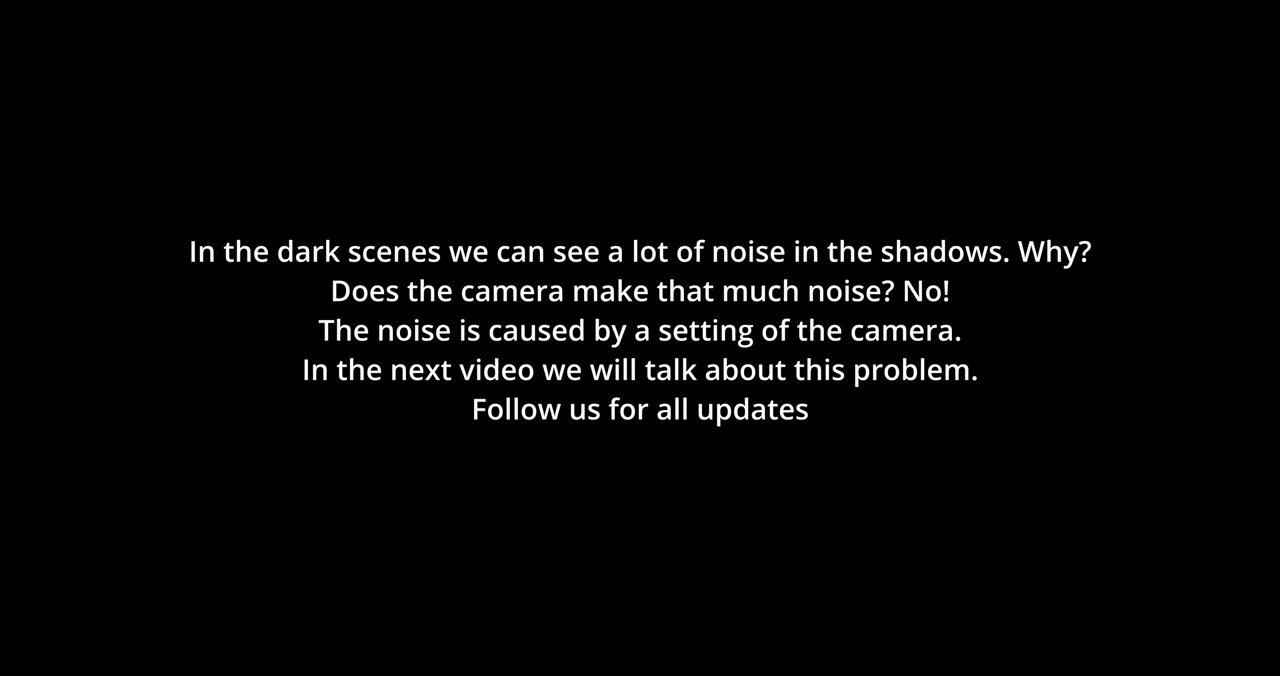 In the dark scenes we can see a lot of noise in the shadows. Why?
Does the camera make that much noise? No!
The noise is caused by a setting of the camera.
In the next video we will talk about this problem.
Follow us for all updates